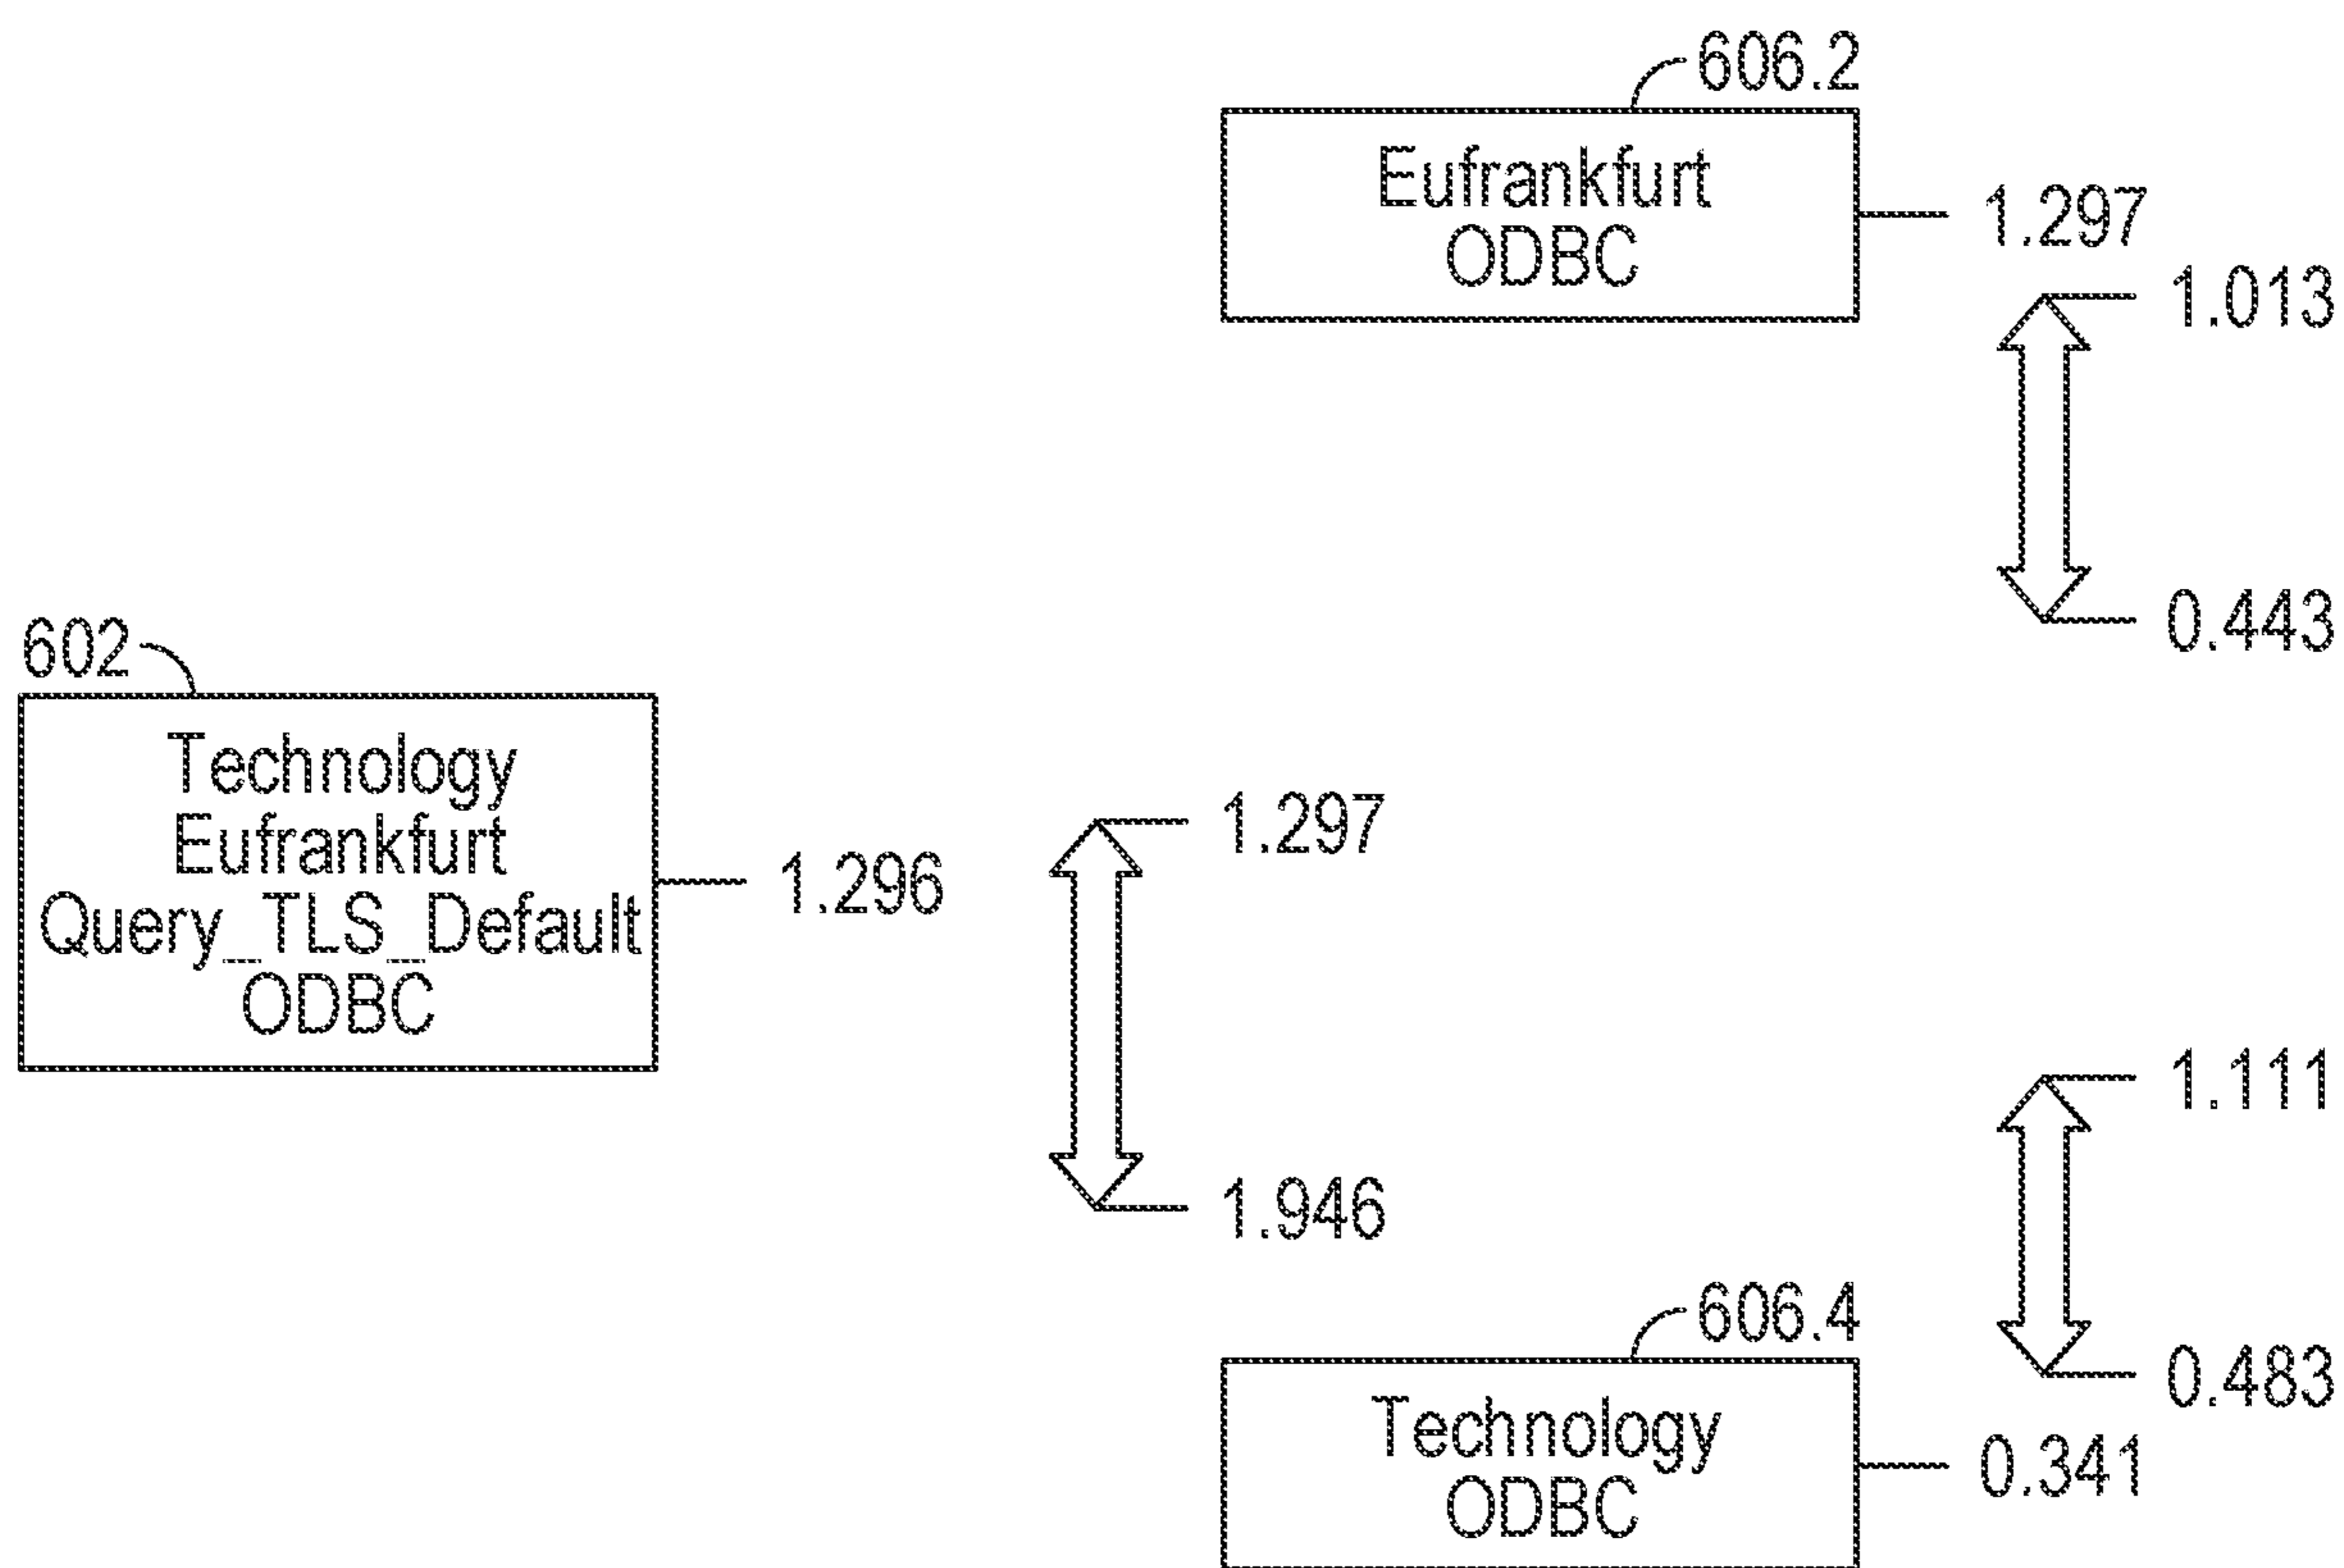 606.2
Eufrankfurt
ODBC
1.297
1.013
0.443
602
Technology
Eufrankfurt
Query_TLS_Default
ODBC
1.296
1.297
1.946
1.111
0.483
606.4
Technology
ODBC
0.341